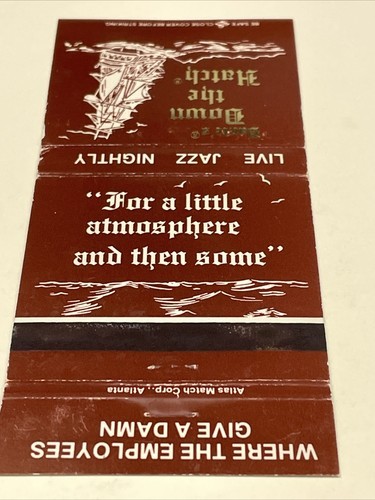 BE SAFE CLOSE COVER BEFORE STRIKING
Dante's®
Down
the
Hatch®
LIVE JAZZ NIGHTLY
"For a little
atmosphere
and then some"
Atlas Match Corp., Atlanta
WHERE THE EMPLOYEES
GIVE A DAMN